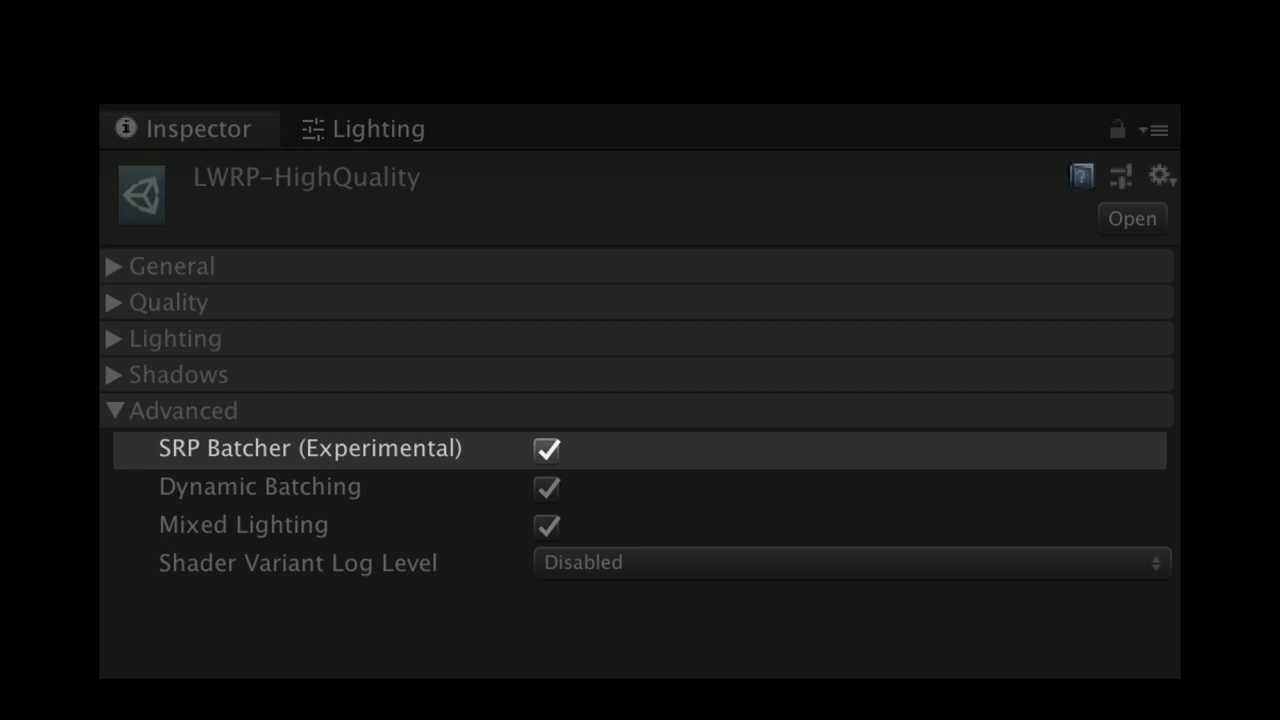 Inspector Lighting
LWRP-HighQuality
Open
General
Quality
Lighting
Shadows
Advanced
SRP Batcher (Experimental)
Dynamic Batching
Mixed Lighting
Shader Variant Log Level Disabled